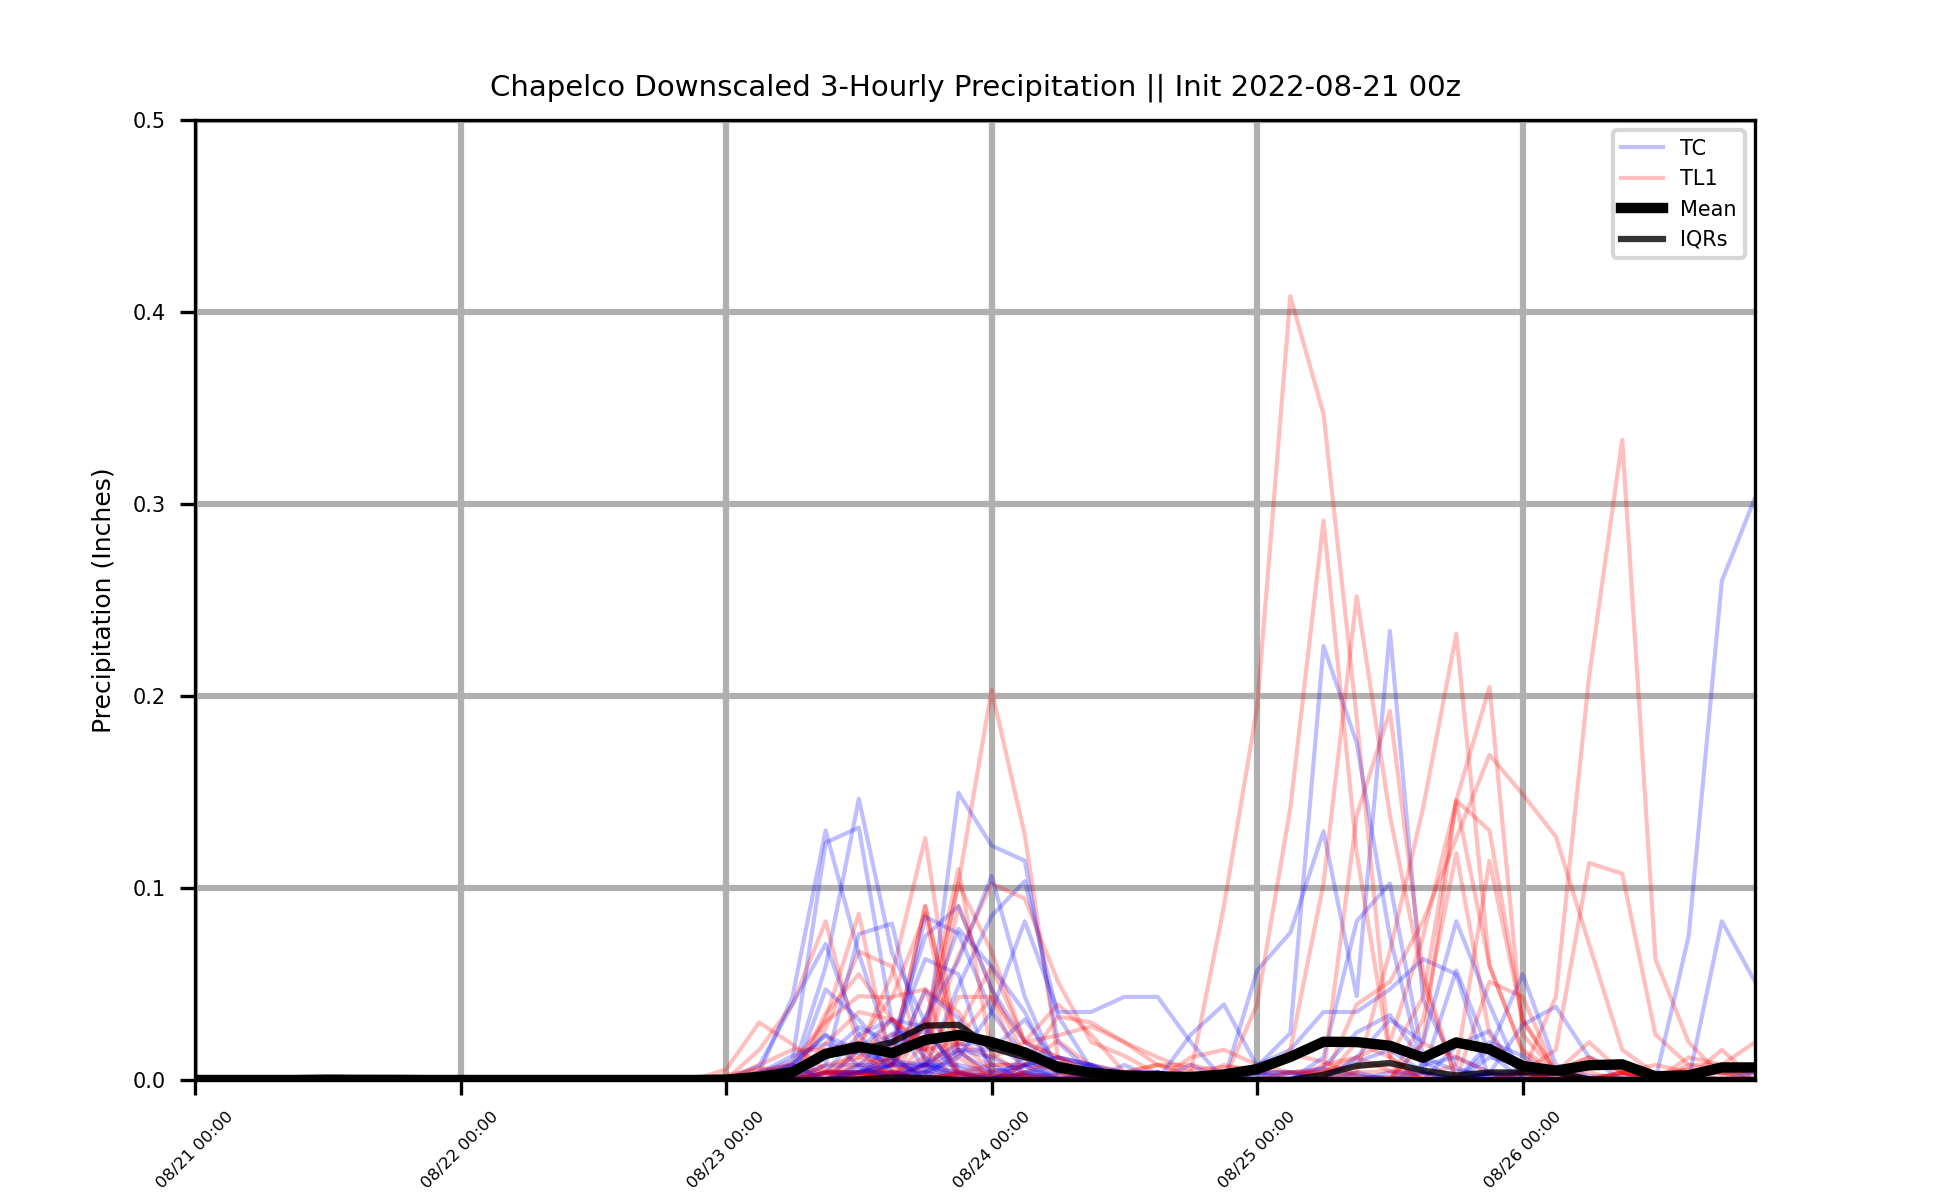 Chapelco Downscaled 3-Hourly Precipitation || Init 2022-08-21 00z
Precipitation (Inches)
0.5
0.4
0.3
0.2
0.1
0.0
TC
TL1
Mean
IQRs
08/21 00:00
08/22 00:00
08/23 00:00
08/24 00:00
08/25 00:00
08/26 00:00